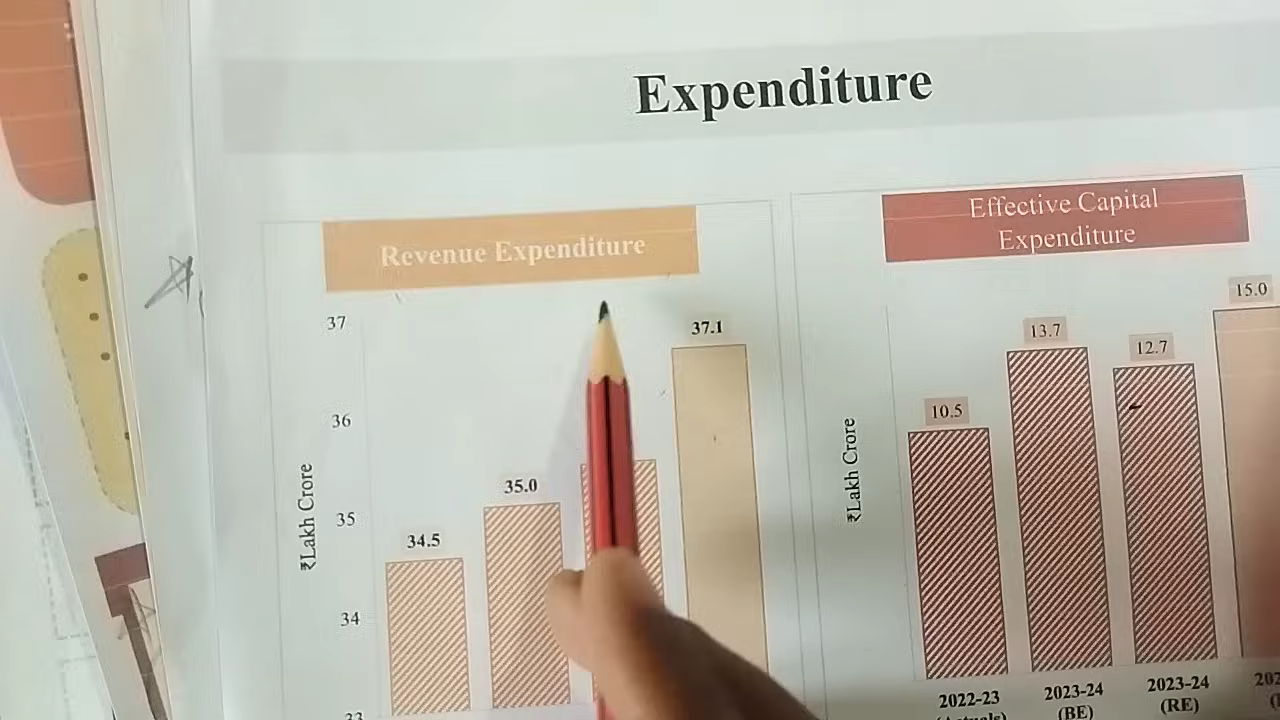 Expenditure
Revenue Expenditure
37
36
35
34
₹Lakh Crore
34.5
35.0
37.1
Effective Capital
Expenditure
₹Lakh Crore
10.5
13.7
12.7
15.0
2022-23
2023-24
(BE)
2023-24
(RE)